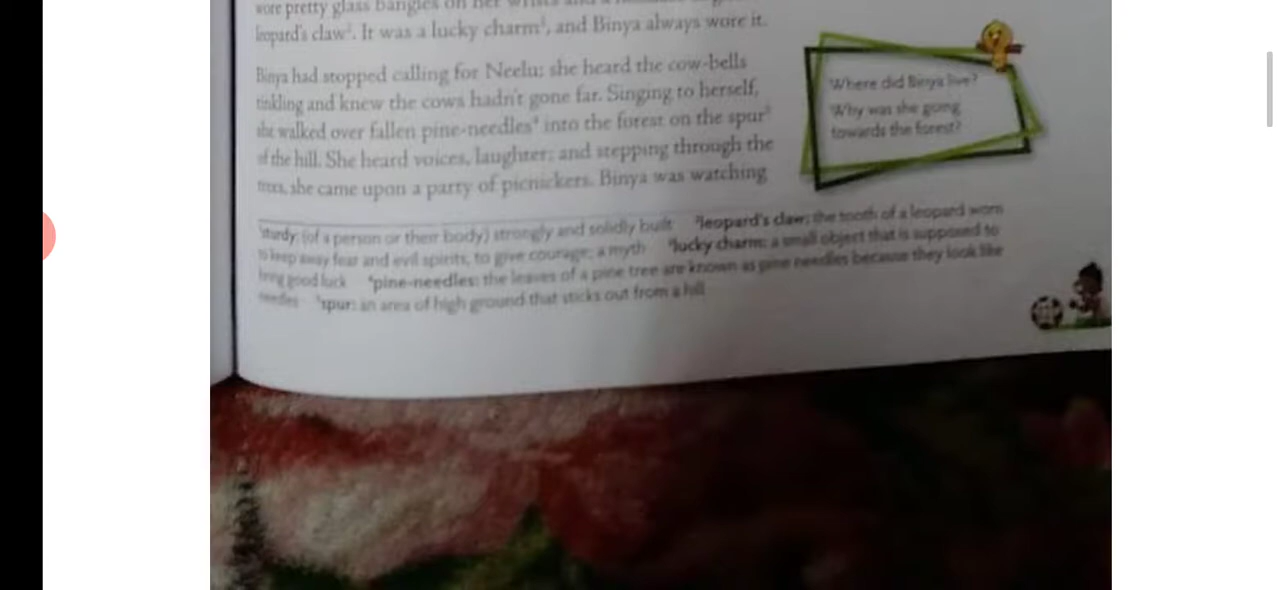 wore pretty glass bangles on her wrists and a
leopard's claw². It was a lucky charm³, and Binya always wore it.
Binya had stopped calling for Neelu; she heard the cow-bells
tinkling and knew the cows hadn't gone far. Singing to herself,
she walked over fallen pine-needles⁴ into the forest on the spur⁵
of the hill. She heard voices, laughter; and stepping through the
trees, she came upon a party of picnickers. Binya was watching
Where did Binya live?
Why was she going
towards the forest?
¹sturdy: (of a person or their body) strongly and solidly built ²leopard's claw: the tooth of a leopard worn
to keep away fear and evil spirits, to give courage; a myth ³lucky charm: a small object that is supposed to
bring good luck ⁴pine-needles: the leaves of a pine tree are known as pine needles because they look like
needles ⁵spur: an area of high ground that sticks out from a hill